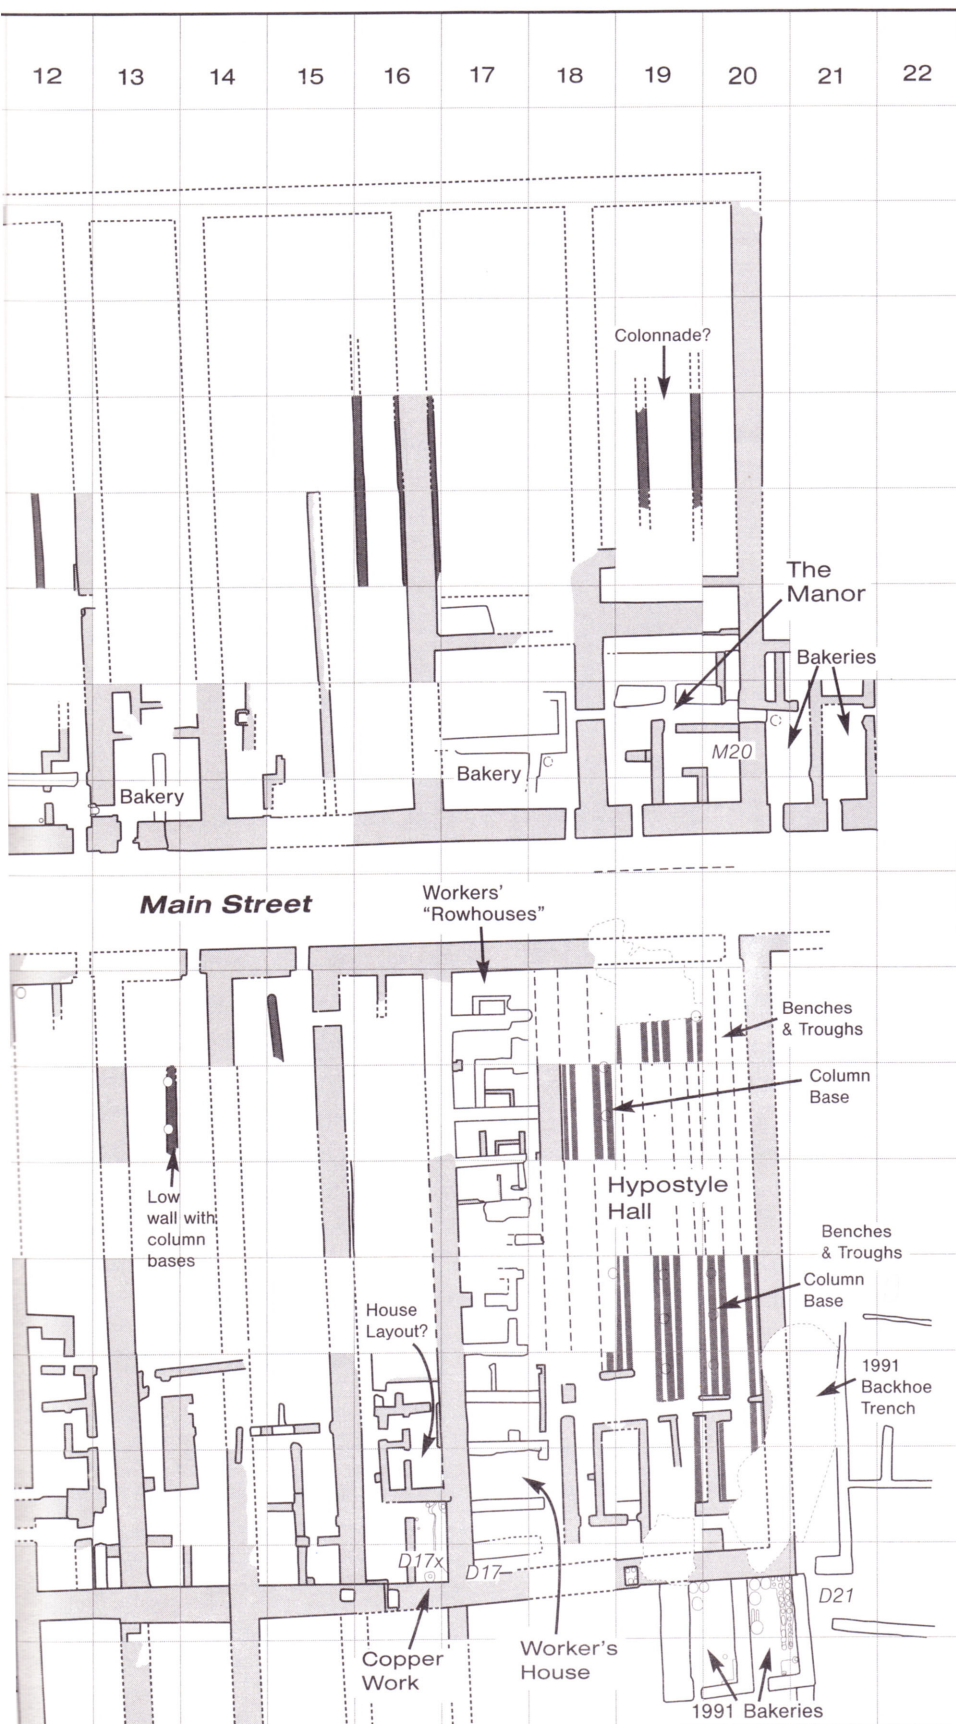 12 13 14 15 16 17 18 19 20 21 22
Colonnade?
The
Manor
Bakeries
M20
Bakery
Bakery
Main Street
Workers'
"Rowhouses"
Benches
& Troughs
Column
Base
Hypostyle
Hall
Low
wall with
column
bases
Benches
& Troughs
Column
Base
House
Layout?
1991
Backhoe
Trench
D17x
D17
D21
Copper
Work
Worker's
House
1991 Bakeries